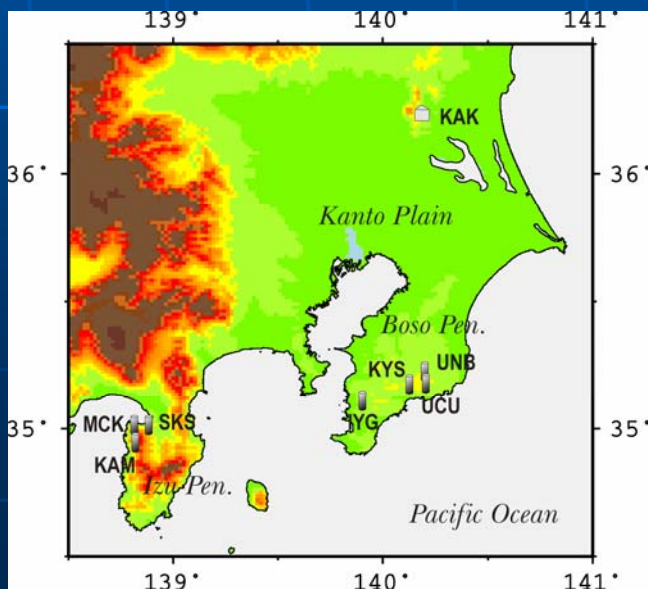 139° 140° 141°
KAK
36° 36°
Kanto Plain
Boso Pen.
KYS UNB
UCU
IYG
MCK SKS
35° 35°
KAM
Izu Pen.
Pacific Ocean
139° 140° 141°